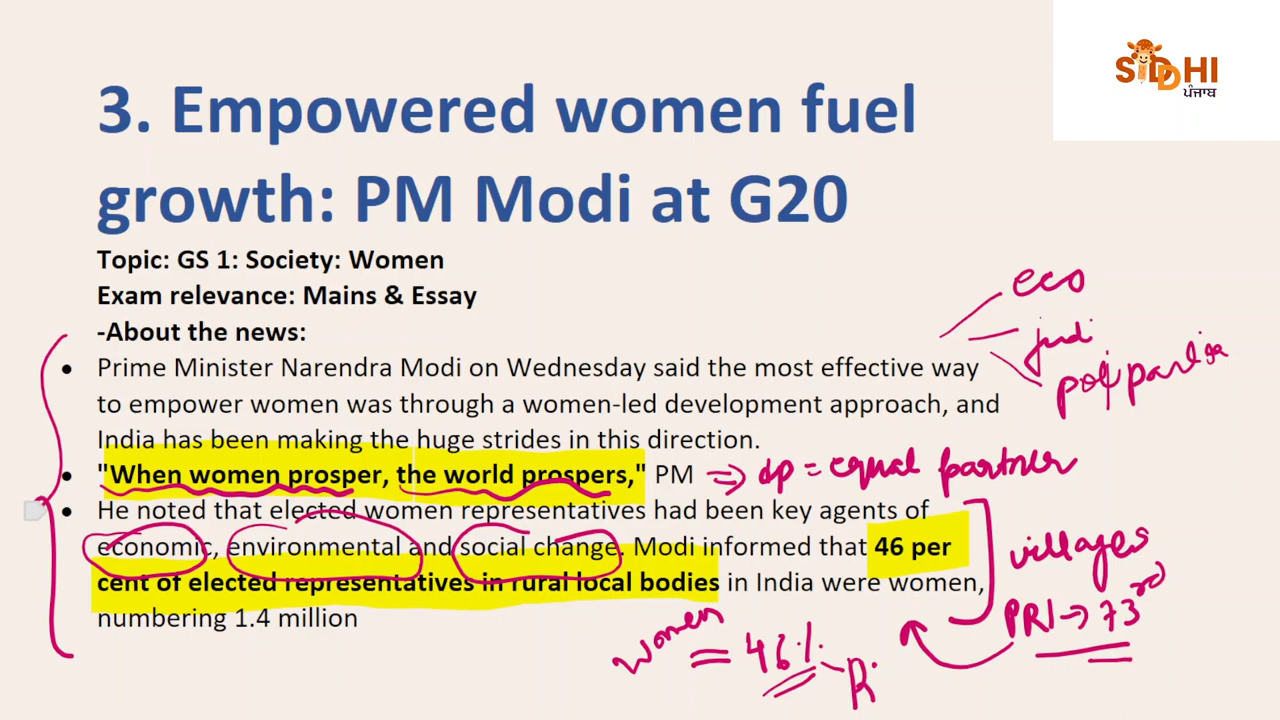 SIDDHI
ਪੰਜਾਬ
3. Empowered women fuel
growth: PM Modi at G20
Topic: GS 1: Society: Women
Exam relevance: Mains & Essay
-About the news:
eco
judi
• Prime Minister Narendra Modi on Wednesday said the most effective way
to empower women was through a women-led development approach, and
India has been making the huge strides in this direction.
• "When women prosper, the world prospers," PM ⇒ dp = equal partner
• He noted that elected women representatives had been key agents of
economic, environmental and social change. Modi informed that 46 per
cent of elected representatives in rural local bodies in India were women,
numbering 1.4 million
villages
PRI → 73rd
women = 46% R.